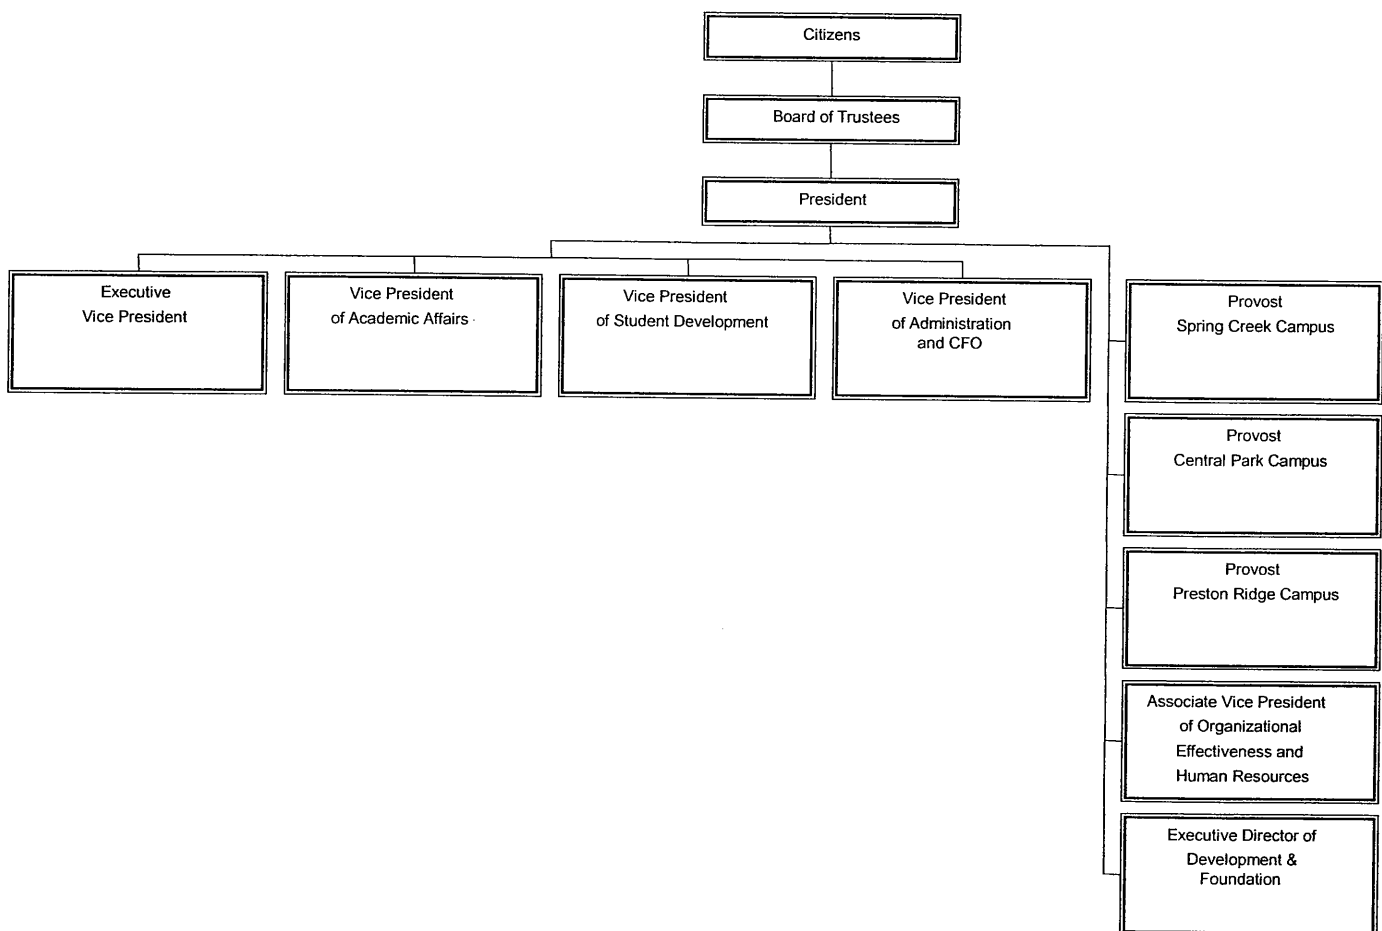 Citizens
Board of Trustees
President
Executive
Vice President
Vice President
of Academic Affairs
Vice President
of Student Development
Vice President
of Administration
and CFO
Provost
Spring Creek Campus
Provost
Central Park Campus
Provost
Preston Ridge Campus
Associate Vice President
of Organizational
Effectiveness and
Human Resources
Executive Director of
Development &
Foundation